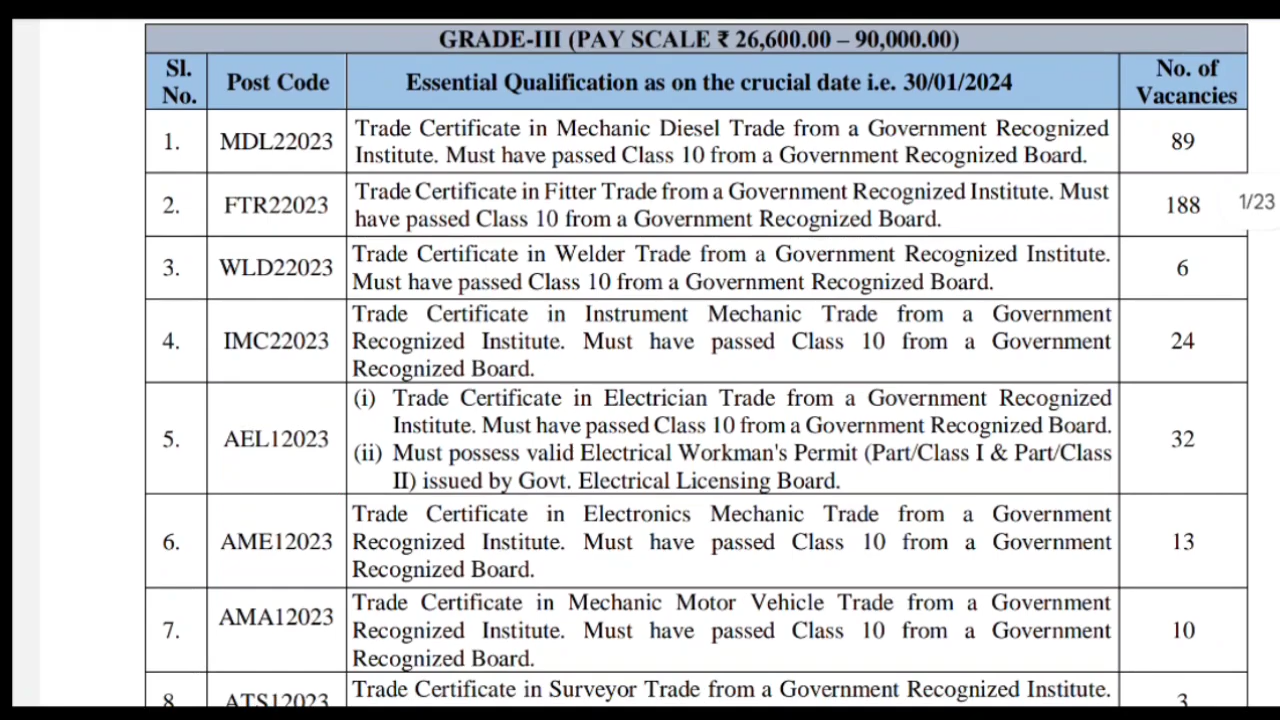 GRADE-III (PAY SCALE ₹ 26,600.00 – 90,000.00)
Sl. No. Post Code Essential Qualification as on the crucial date i.e. 30/01/2024 No. of Vacancies
1. MDL22023 Trade Certificate in Mechanic Diesel Trade from a Government Recognized
Institute. Must have passed Class 10 from a Government Recognized Board. 89
2. FTR22023 Trade Certificate in Fitter Trade from a Government Recognized Institute. Must
have passed Class 10 from a Government Recognized Board. 188
1/23
3. WLD22023 Trade Certificate in Welder Trade from a Government Recognized Institute.
Must have passed Class 10 from a Government Recognized Board. 6
4. IMC22023 Trade Certificate in Instrument Mechanic Trade from a Government
Recognized Institute. Must have passed Class 10 from a Government
Recognized Board. 24
5. AEL12023 (i) Trade Certificate in Electrician Trade from a Government Recognized
Institute. Must have passed Class 10 from a Government Recognized Board.
(ii) Must possess valid Electrical Workman's Permit (Part/Class I & Part/Class
II) issued by Govt. Electrical Licensing Board. 32
6. AME12023 Trade Certificate in Electronics Mechanic Trade from a Government
Recognized Institute. Must have passed Class 10 from a Government
Recognized Board. 13
7. AMA12023 Trade Certificate in Mechanic Motor Vehicle Trade from a Government
Recognized Institute. Must have passed Class 10 from a Government
Recognized Board. 10
8. ATS12023 Trade Certificate in Surveyor Trade from a Government Recognized Institute. 3